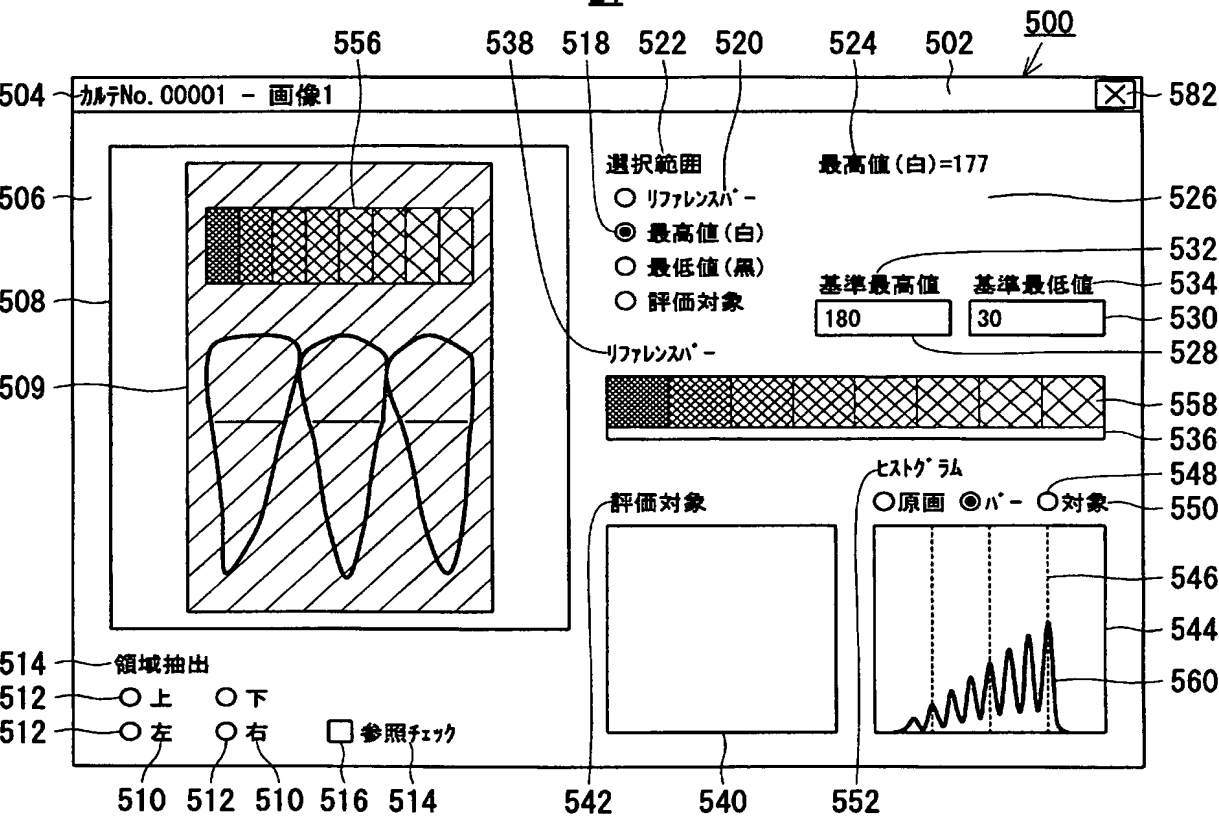 500
556 538 518 522 520 524 502
504 ｶﾙﾃNo. 00001 - 画像1 582
506 選択範囲 最高値(白)=177
○ ﾘﾌｧﾚﾝｽﾊﾞｰ 526
◉ 最高値(白) 532
○ 最低値(黒) 基準最高値 基準最低値 534
508 ○ 評価対象 180 30 530
ﾘﾌｧﾚﾝｽﾊﾞｰ 528
509 558
536
ﾋｽﾄｸﾞﾗﾑ 548
評価対象 ○原画 ◉ﾊﾞｰ ○対象 550
546
544
514 領域抽出 560
512 ○上 ○下
512 ○左 ○右 □参照ﾁｪｯｸ
510 512 510 516 514 542 540 552